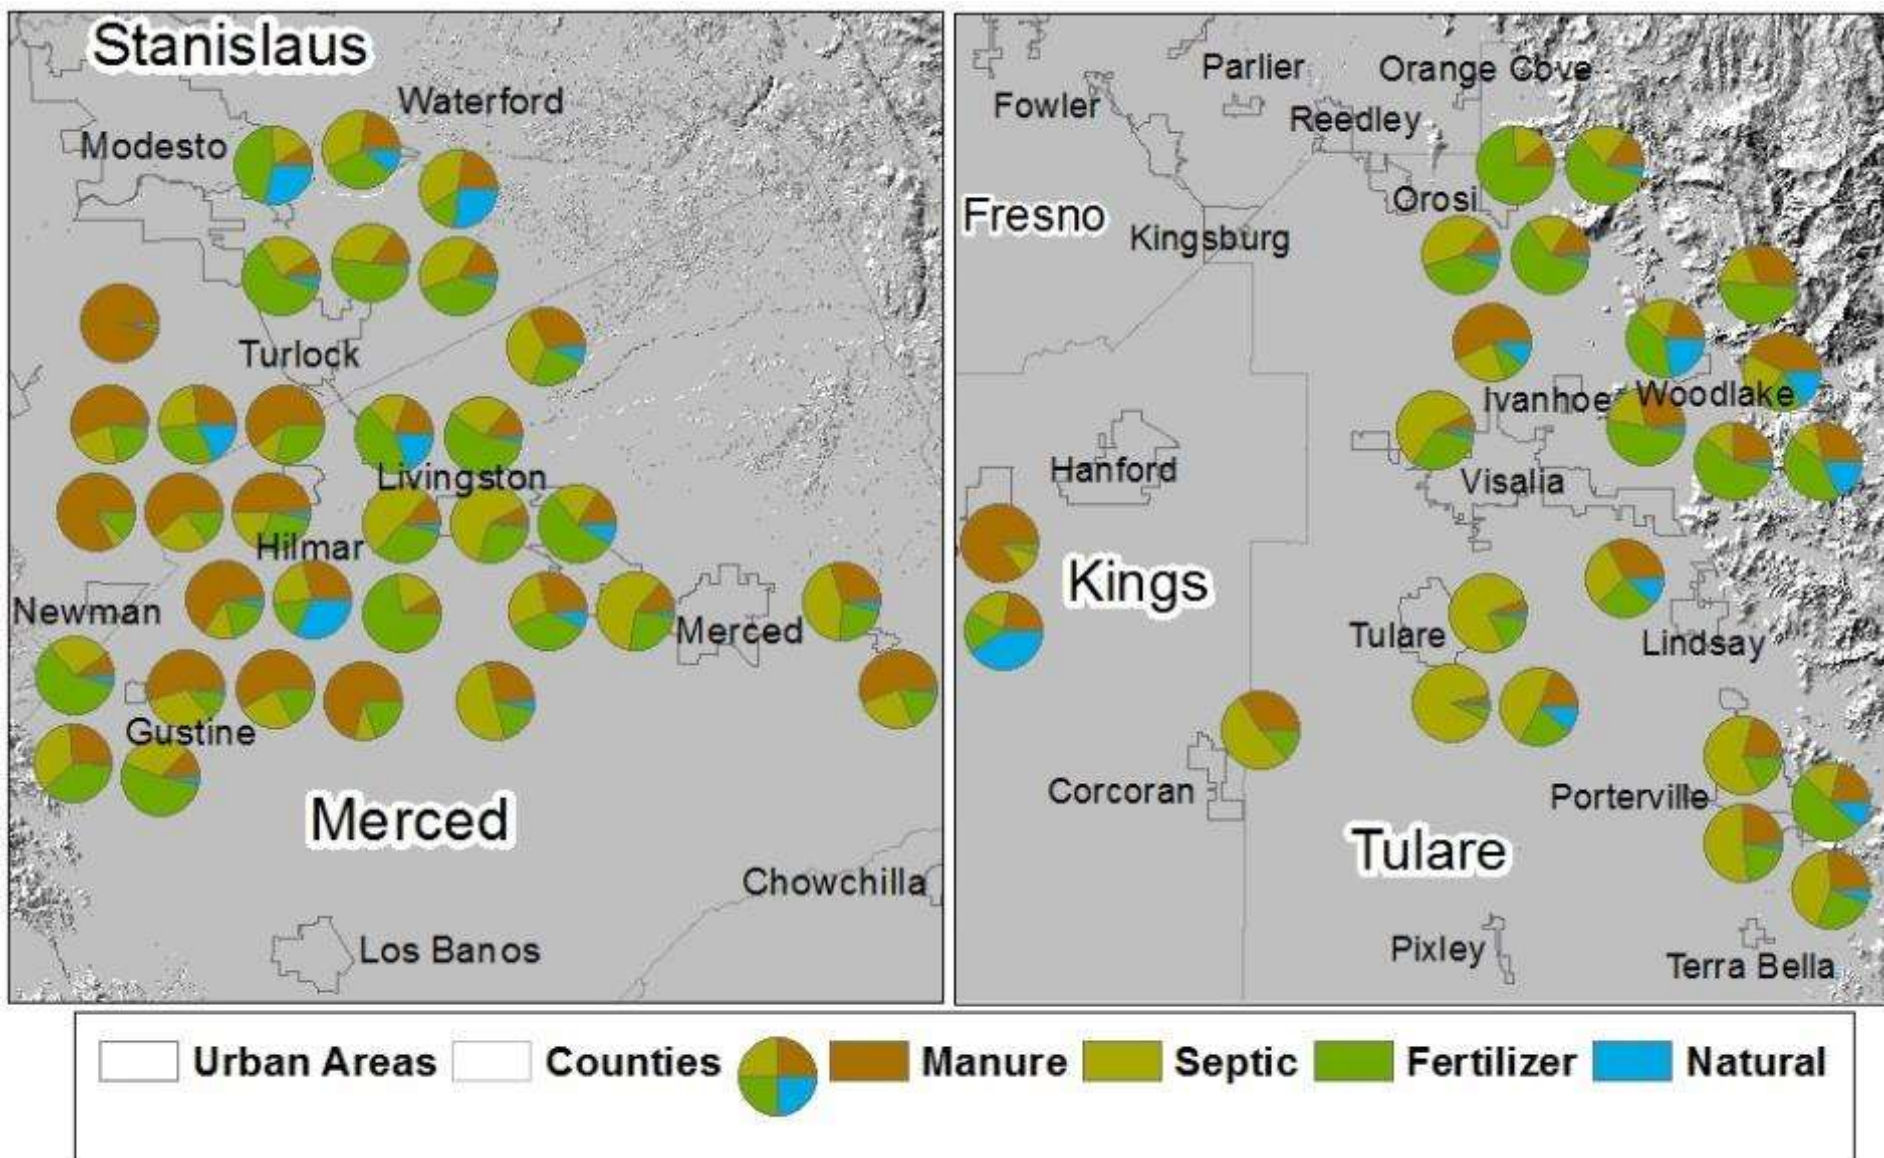 Stanislaus
Waterford
Modesto
Turlock
Livingston
Hilmar
Newman
Merced
Gustine
Merced
Chowchilla
Los Banos
Parlier
Orange Cove
Fowler
Reedley
Orosi
Fresno
Kingsburg
Ivanhoe
Woodlake
Hanford
Visalia
Kings
Tulare
Lindsay
Corcoran
Porterville
Tulare
Pixley
Terra Bella
Urban Areas Counties Manure Septic Fertilizer Natural